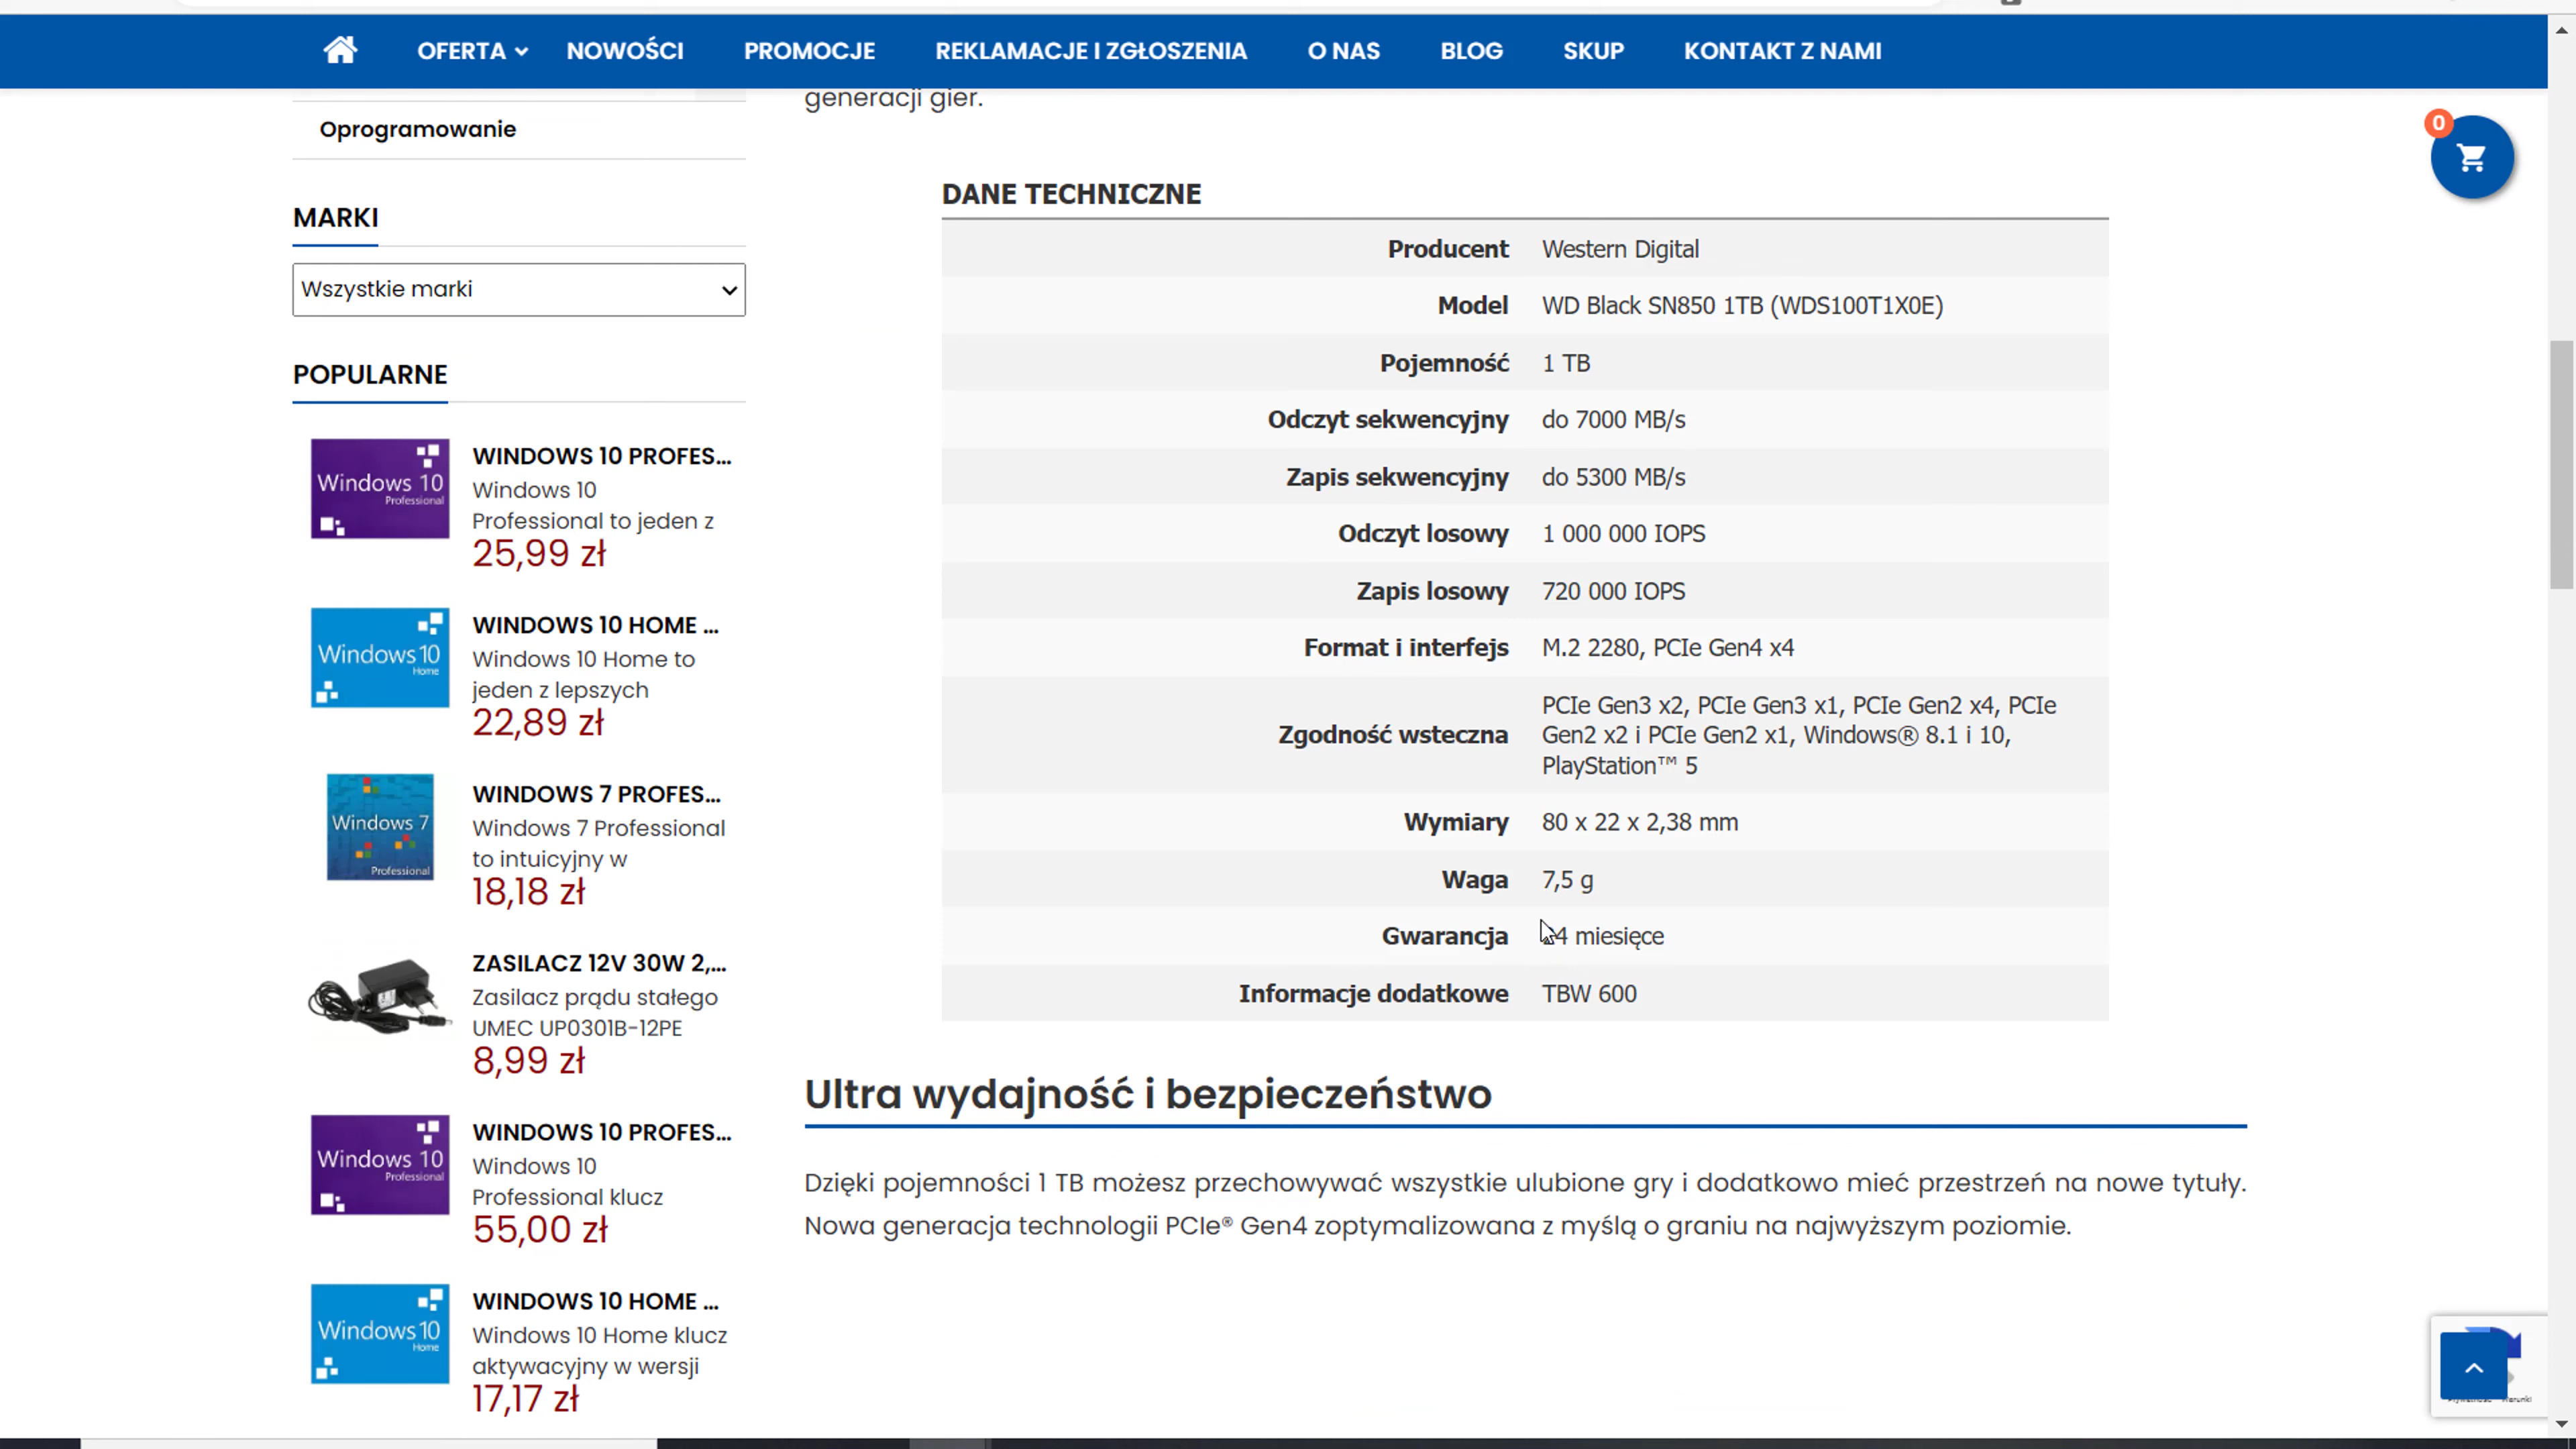 OFERTA
NOWOŚCI
PROMOCJE
REKLAMACJE I ZGŁOSZENIA
O NAS
BLOG
SKUP
KONTAKT Z NAMI
0
Oprogramowanie
MARKI
Wszystkie marki
POPULARNE
Windows 10
Professional
WINDOWS 10 PROFES...
Windows 10
Professional to jeden z
25,99 zł
Windows 10
Home
WINDOWS 10 HOME ...
Windows 10 Home to
jeden z lepszych
22,89 zł
Windows 7
Professional
WINDOWS 7 PROFES...
Windows 7 Professional
to intuicyjny w
18,18 zł
ZASILACZ 12V 30W 2,...
Zasilacz prądu stałego
UMEC UP0301B-12PE
8,99 zł
Windows 10
Professional
WINDOWS 10 PROFES...
Windows 10
Professional klucz
55,00 zł
Windows 10
Home
WINDOWS 10 HOME ...
Windows 10 Home klucz
aktywacyjny w wersji
17,17 zł
generacji gier.
DANE TECHNICZNE
Producent Western Digital
Model WD Black SN850 1TB (WDS100T1X0E)
Pojemność 1 TB
Odczyt sekwencyjny do 7000 MB/s
Zapis sekwencyjny do 5300 MB/s
Odczyt losowy 1 000 000 IOPS
Zapis losowy 720 000 IOPS
Format i interfejs M.2 2280, PCIe Gen4 x4
Zgodność wsteczna PCIe Gen3 x2, PCIe Gen3 x1, PCIe Gen2 x4, PCIe
Gen2 x2 i PCIe Gen2 x1, Windows® 8.1 i 10,
PlayStation™ 5
Wymiary 80 x 22 x 2,38 mm
Waga 7,5 g
Gwarancja miesięce
Informacje dodatkowe TBW 600
Ultra wydajność i bezpieczeństwo
Dzięki pojemności 1 TB możesz przechowywać wszystkie ulubione gry i dodatkowo mieć przestrzeń na nowe tytuły.
Nowa generacja technologii PCIe® Gen4 zoptymalizowana z myślą o graniu na najwyższym poziomie.